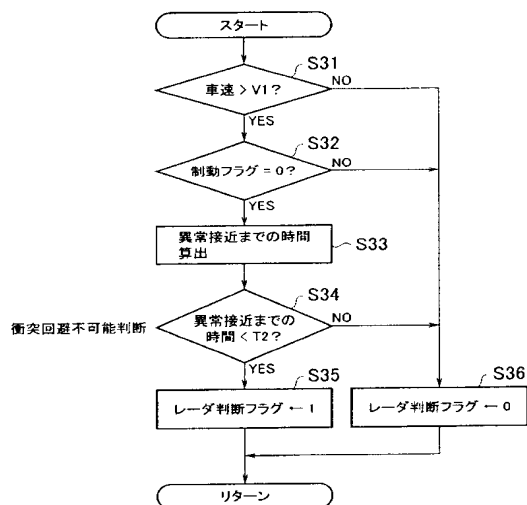 スタート
S31
車速 > V1?
NO
YES
S32
制動フラグ = 0?
NO
YES
異常接近までの時間
算出
S33
S34
衝突回避不可能判断
異常接近までの
時間 < T2?
NO
YES
S35
レーダ判断フラグ ← 1
S36
レーダ判断フラグ ← 0
リターン